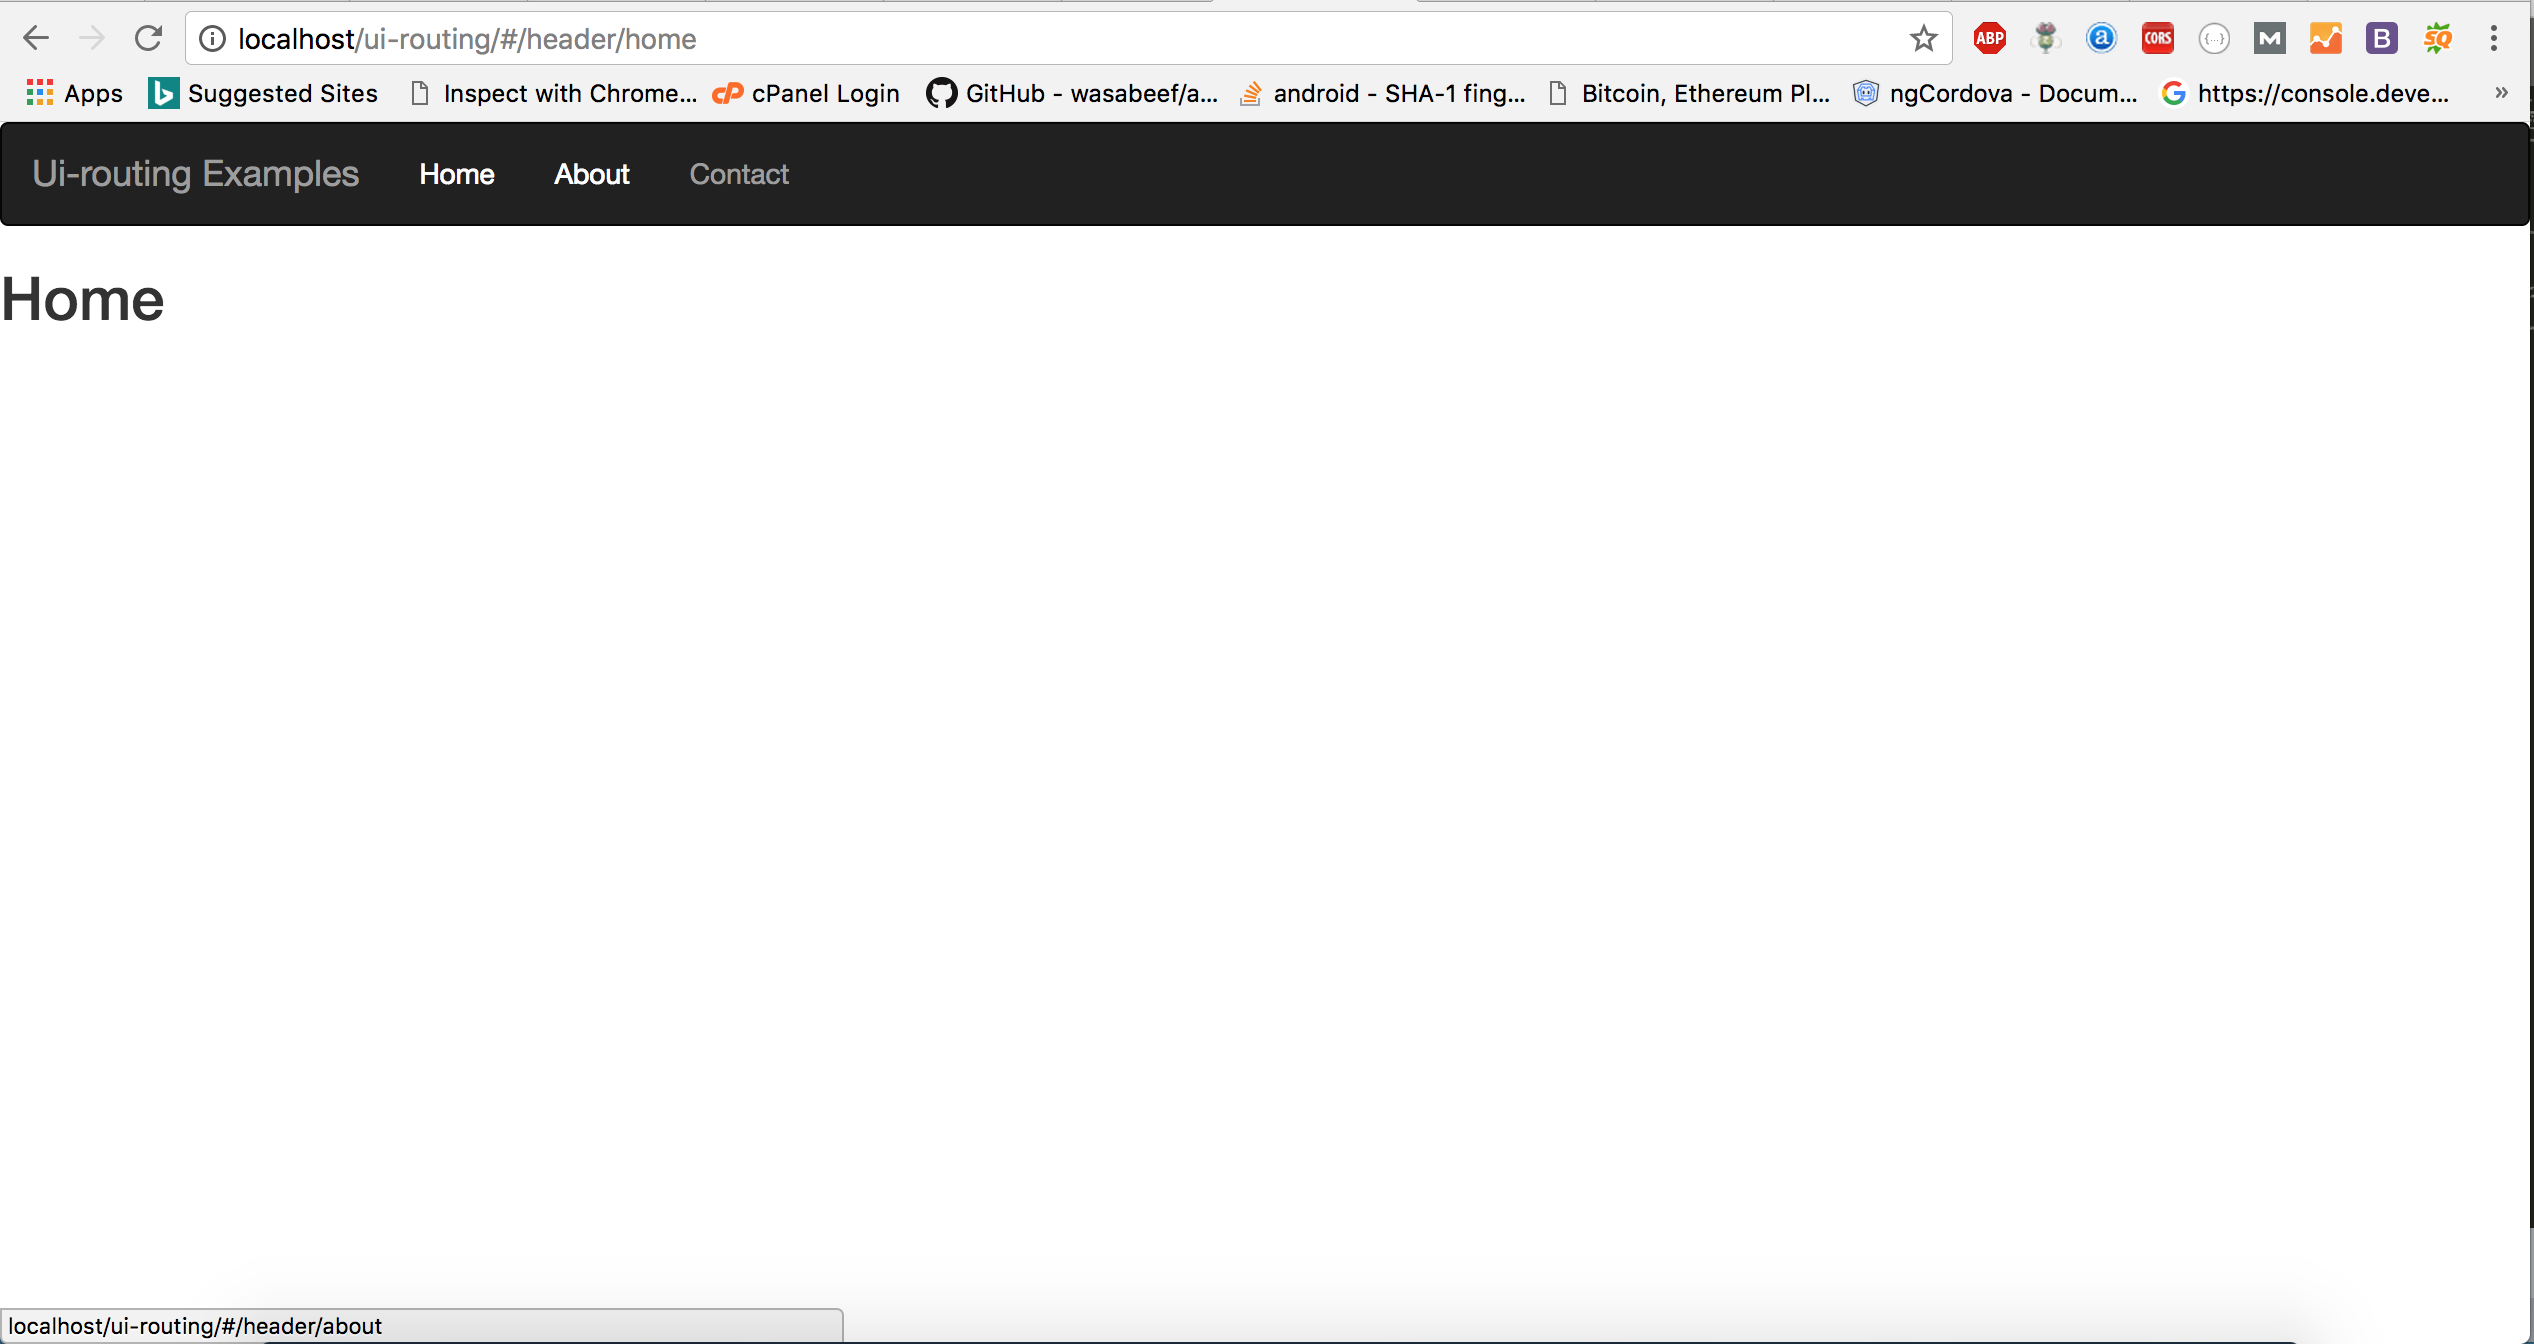 localhost/ui-routing/#/header/home
ABP a CORS {...} M B SQ
Apps Suggested Sites Inspect with Chrome... cPanel Login GitHub - wasabeef/a... android - SHA-1 fing... Bitcoin, Ethereum Pl... ngCordova - Docum... https://console.deve... »
Ui-routing Examples Home About Contact
Home
localhost/ui-routing/#/header/about